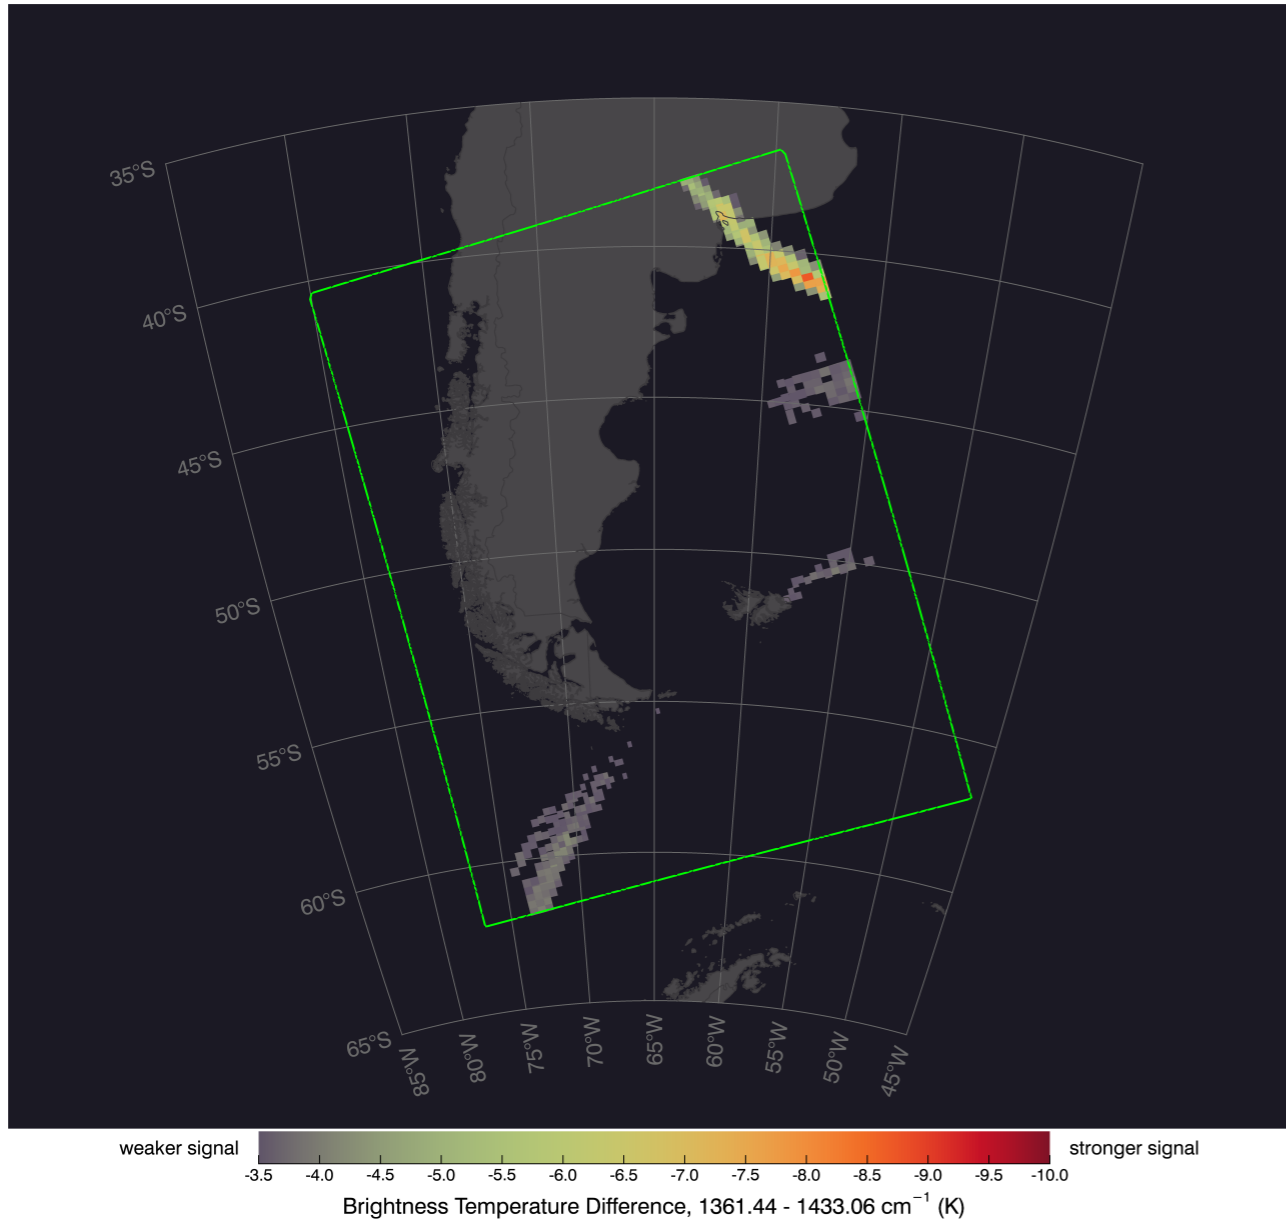 35°S
40°S
45°S
50°S
55°S
60°S
65°S
85°W
80°W
75°W
70°W
65°W
60°W
55°W
50°W
45°W
weaker signal
stronger signal
-3.5 -4.0 -4.5 -5.0 -5.5 -6.0 -6.5 -7.0 -7.5 -8.0 -8.5 -9.0 -9.5 -10.0
Brightness Temperature Difference, 1361.44 - 1433.06 cm⁻¹ (K)